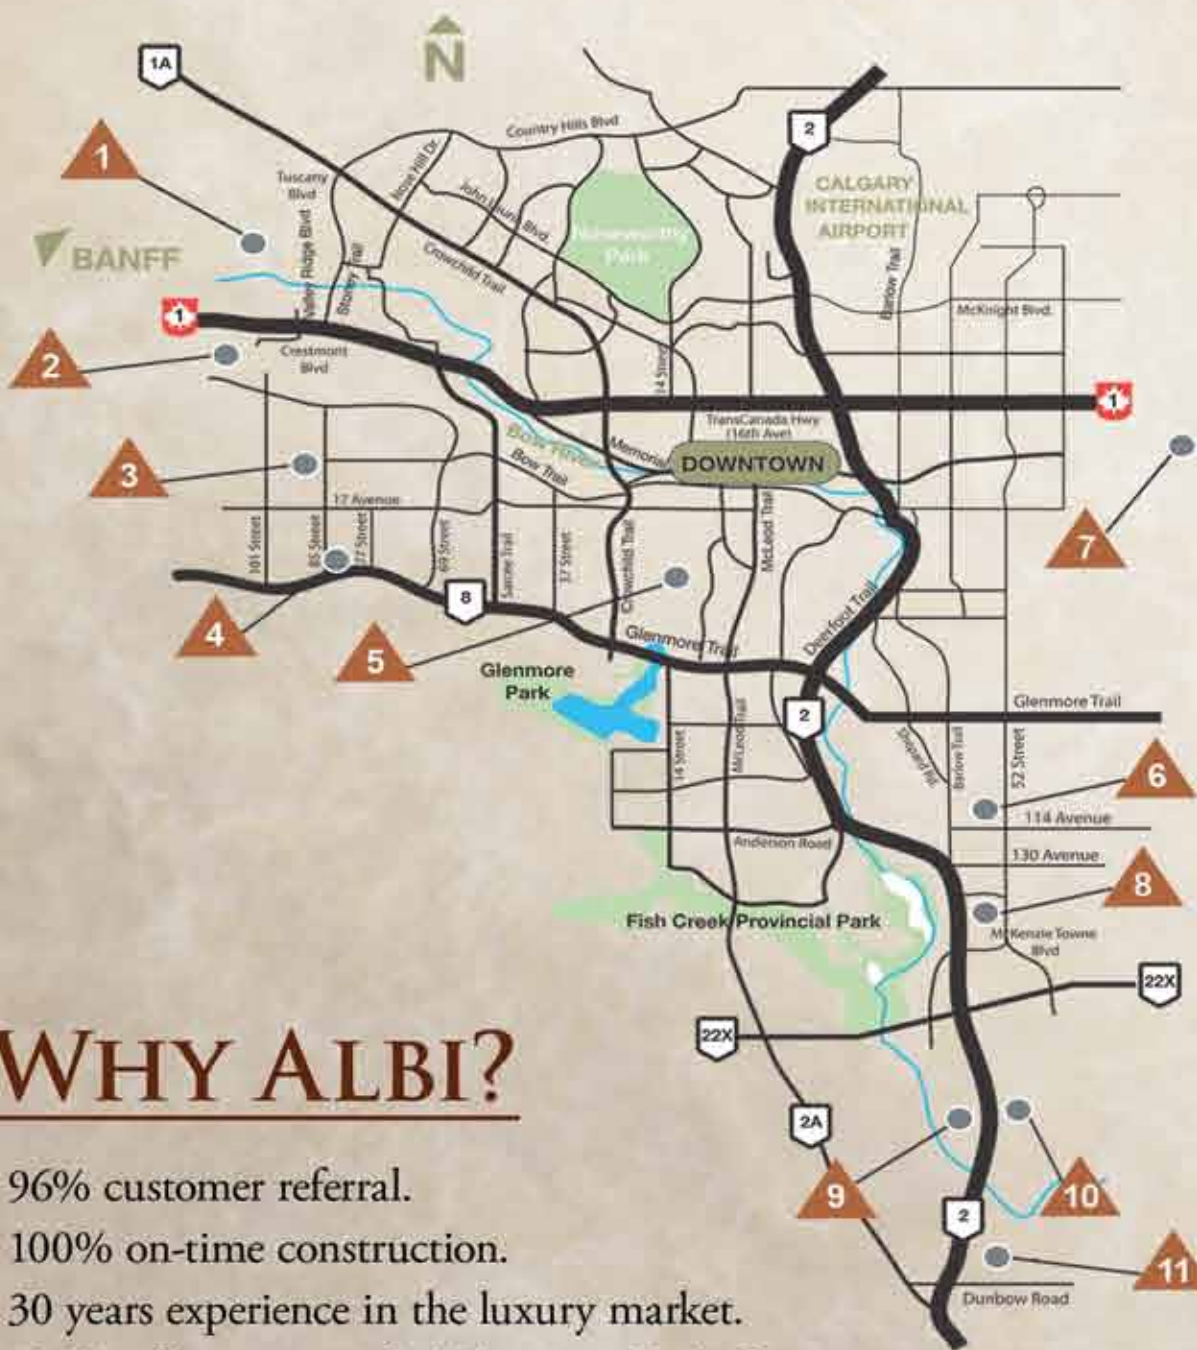 N
1A
2
Country Hills Blvd
1
Tuscany
Blvd
Nose Hill Dr.
John Laurie Blvd.
CALGARY
INTERNATIONAL
AIRPORT
Park
BANFF
Valley Ridge Blvd
Stoney Trail
Crowchild Trail
Barlow Trail
McKnight Blvd.
1
2
Crestmont
Blvd
14 Street
1
TransCanada Hwy
(16th Ave)
Bow River
Memorial
DOWNTOWN
Bow Trail
3
17 Avenue
7
101 Street
85 Street
77 Street
69 Street
Sarcee Trail
37 Street
Crowchild Trail
McLeod Trail
8
4
5
Glenmore Trail
Deerfoot Trail
Glenmore
Park
2
Glenmore Trail
14 Street
McLeod Trail
Shepard Rd.
Barlow Trail
52 Street
6
114 Avenue
Anderson Road
130 Avenue
8
Fish Creek Provincial Park
McKenzie Towne
Blvd
22X
22X
2A
9
10
2
11
Dunbow Road
WHY ALBI?
96% customer referral.
100% on-time construction.
30 years experience in the luxury market.